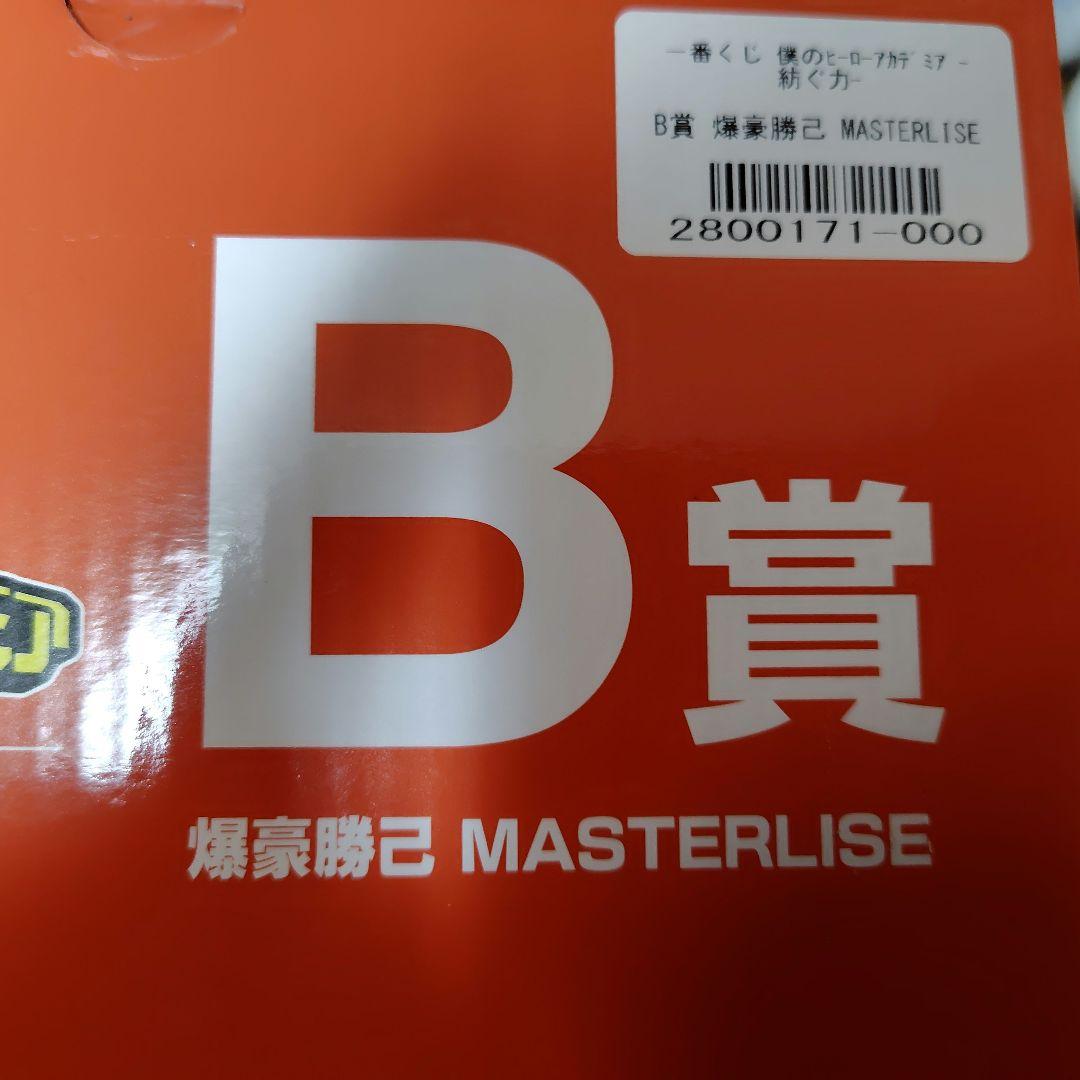 一番くじ 僕のﾋｰﾛｰｱｶﾃﾞﾐｱ -
紡ぐ力-
B賞 爆豪勝己 MASTERLISE
2800171-000
B賞
爆豪勝己 MASTERLISE